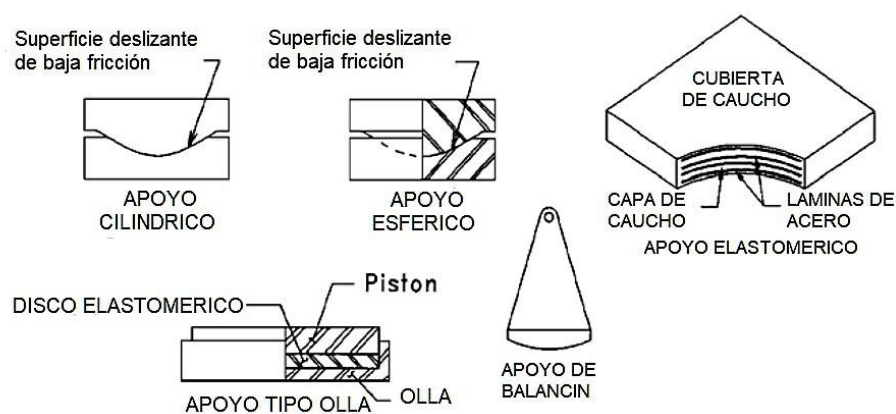 Superficie deslizante
de baja fricción
Superficie deslizante
de baja fricción
CUBIERTA
DE CAUCHO
APOYO
CILINDRICO
APOYO
ESFERICO
CAPA DE
CAUCHO
LAMINAS DE
ACERO
APOYO ELASTOMERICO
DISCO ELASTOMERICO
Piston
OLLA
APOYO TIPO OLLA
APOYO DE
BALANCIN